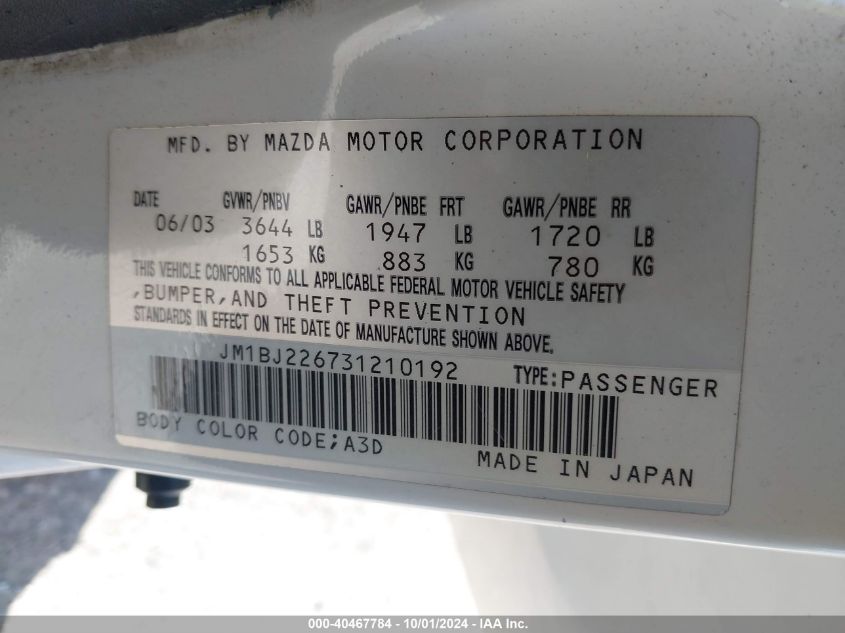 MFD. BY MAZDA MOTOR CORPORATION
DATE GVWR/PNBV GAWR/PNBE FRT GAWR/PNBE RR
06/03 3644 LB 1947 LB 1720 LB
1653 KG 883 KG 780 KG
THIS VEHICLE CONFORMS TO ALL APPLICABLE FEDERAL MOTOR VEHICLE SAFETY
,BUMPER,AND THEFT PREVENTION
STANDARDS IN EFFECT ON THE DATE OF MANUFACTURE SHOWN ABOVE.
JM1BJ226731210192 TYPE:PASSENGER
BODY COLOR CODE;A3D
MADE IN JAPAN
000-40467784 - 10/01/2024 - IAA Inc.